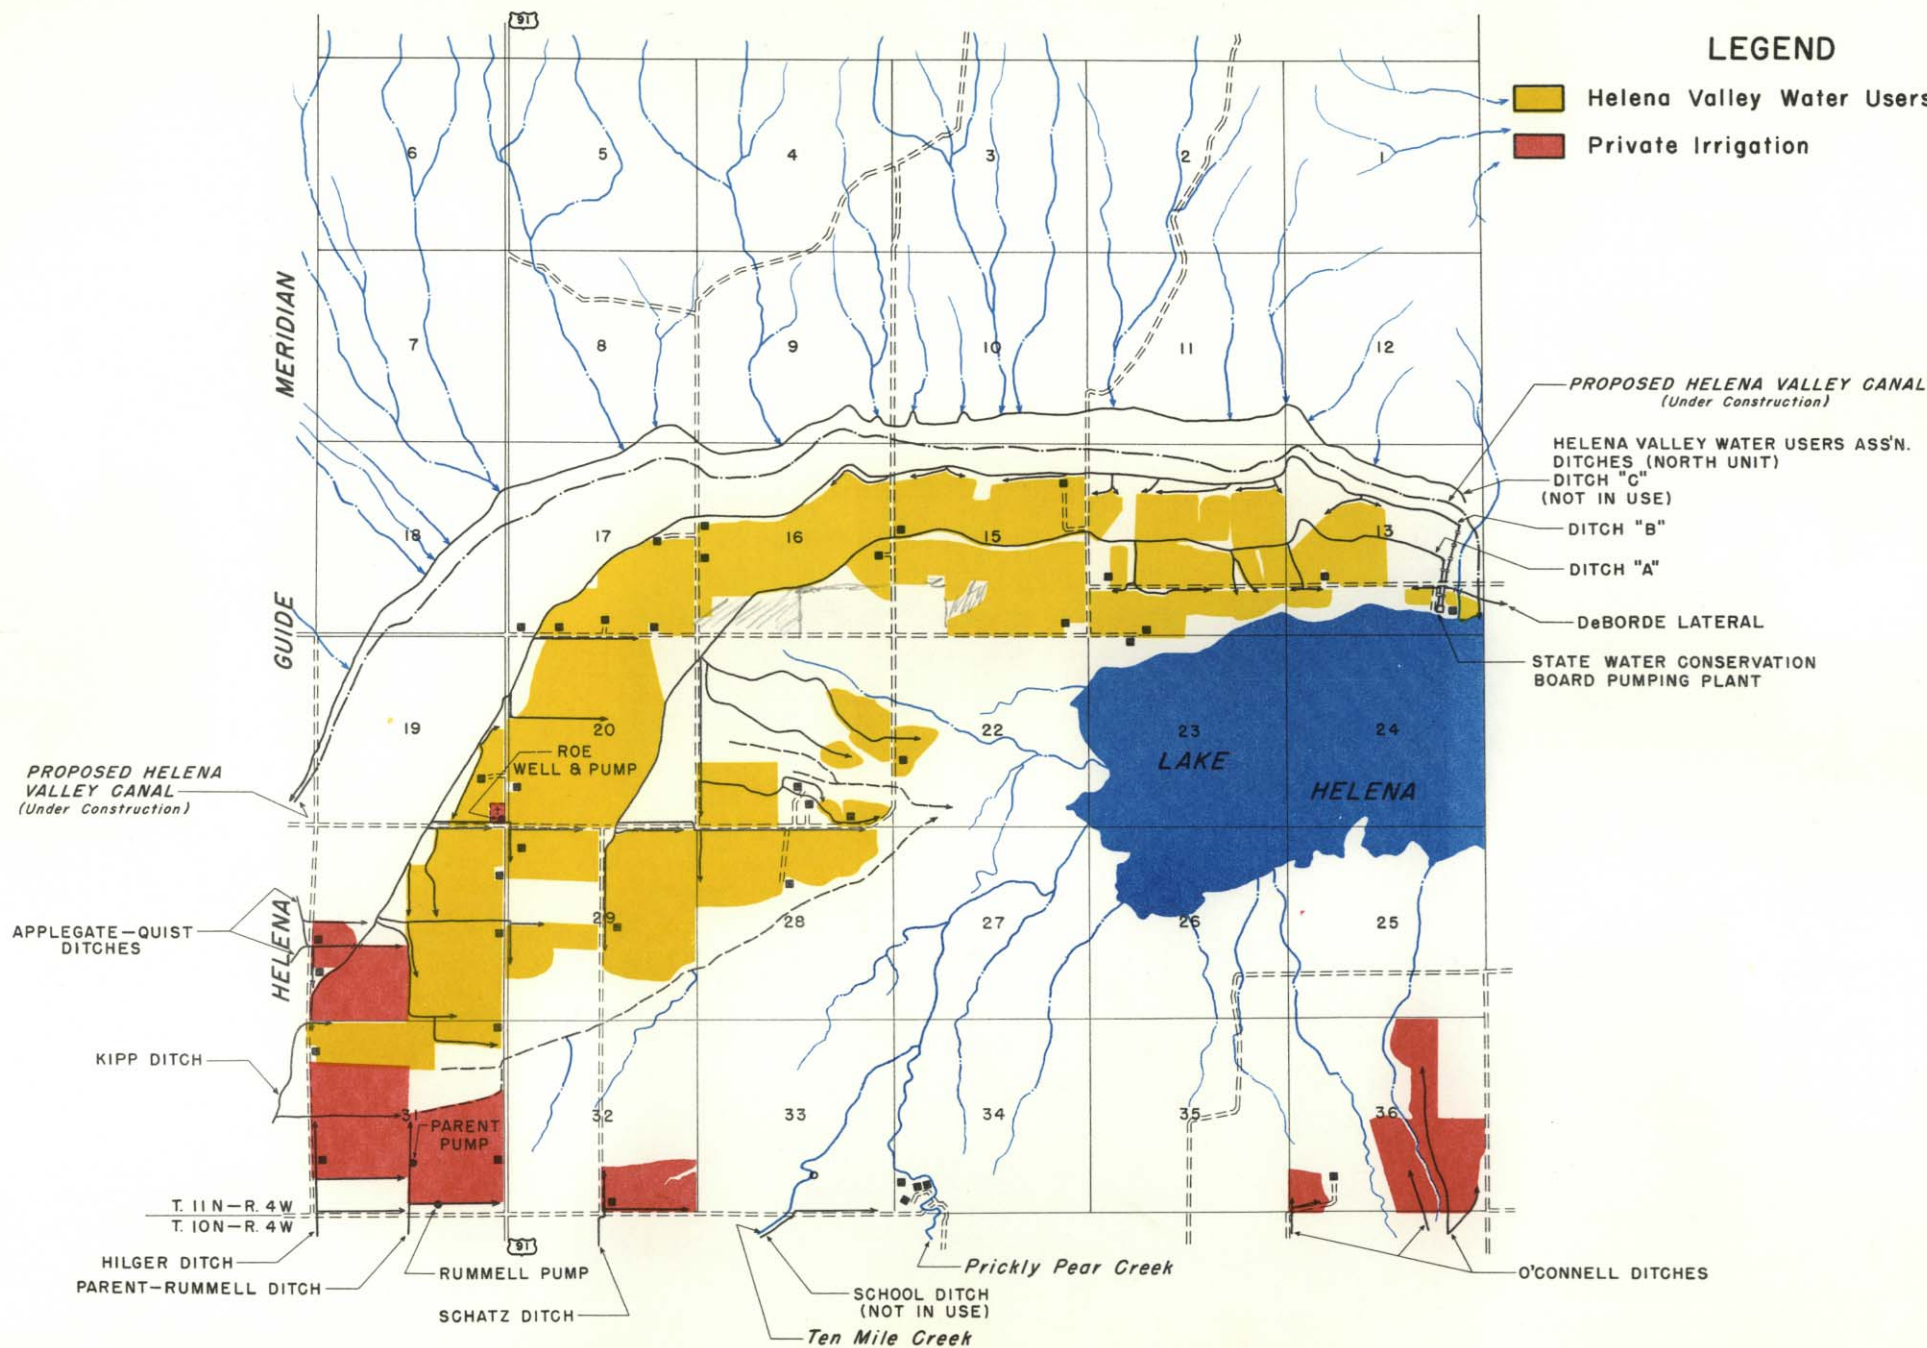 91
LEGEND
Helena Valley Water Users
Private Irrigation
6 5 4 3 2 1
MERIDIAN
7 8 9 10 11 12
PROPOSED HELENA VALLEY CANAL
(Under Construction)
HELENA VALLEY WATER USERS ASS'N.
DITCHES (NORTH UNIT)
DITCH "C"
(NOT IN USE)
DITCH "B"
DITCH "A"
18 17 16 15 13
GUIDE
DeBORDE LATERAL
STATE WATER CONSERVATION
BOARD PUMPING PLANT
19 20 22 23 24
ROE
WELL & PUMP
LAKE
HELENA
PROPOSED HELENA
VALLEY CANAL
(Under Construction)
HELENA
29 28 27 26 25
APPLEGATE-QUIST
DITCHES
KIPP DITCH
31 32 33 34 35 36
PARENT
PUMP
T. 11 N-R. 4 W
T. 10 N-R. 4 W
91
HILGER DITCH
PARENT-RUMMELL DITCH
RUMMELL PUMP
SCHATZ DITCH
Prickly Pear Creek
SCHOOL DITCH
(NOT IN USE)
Ten Mile Creek
O'CONNELL DITCHES